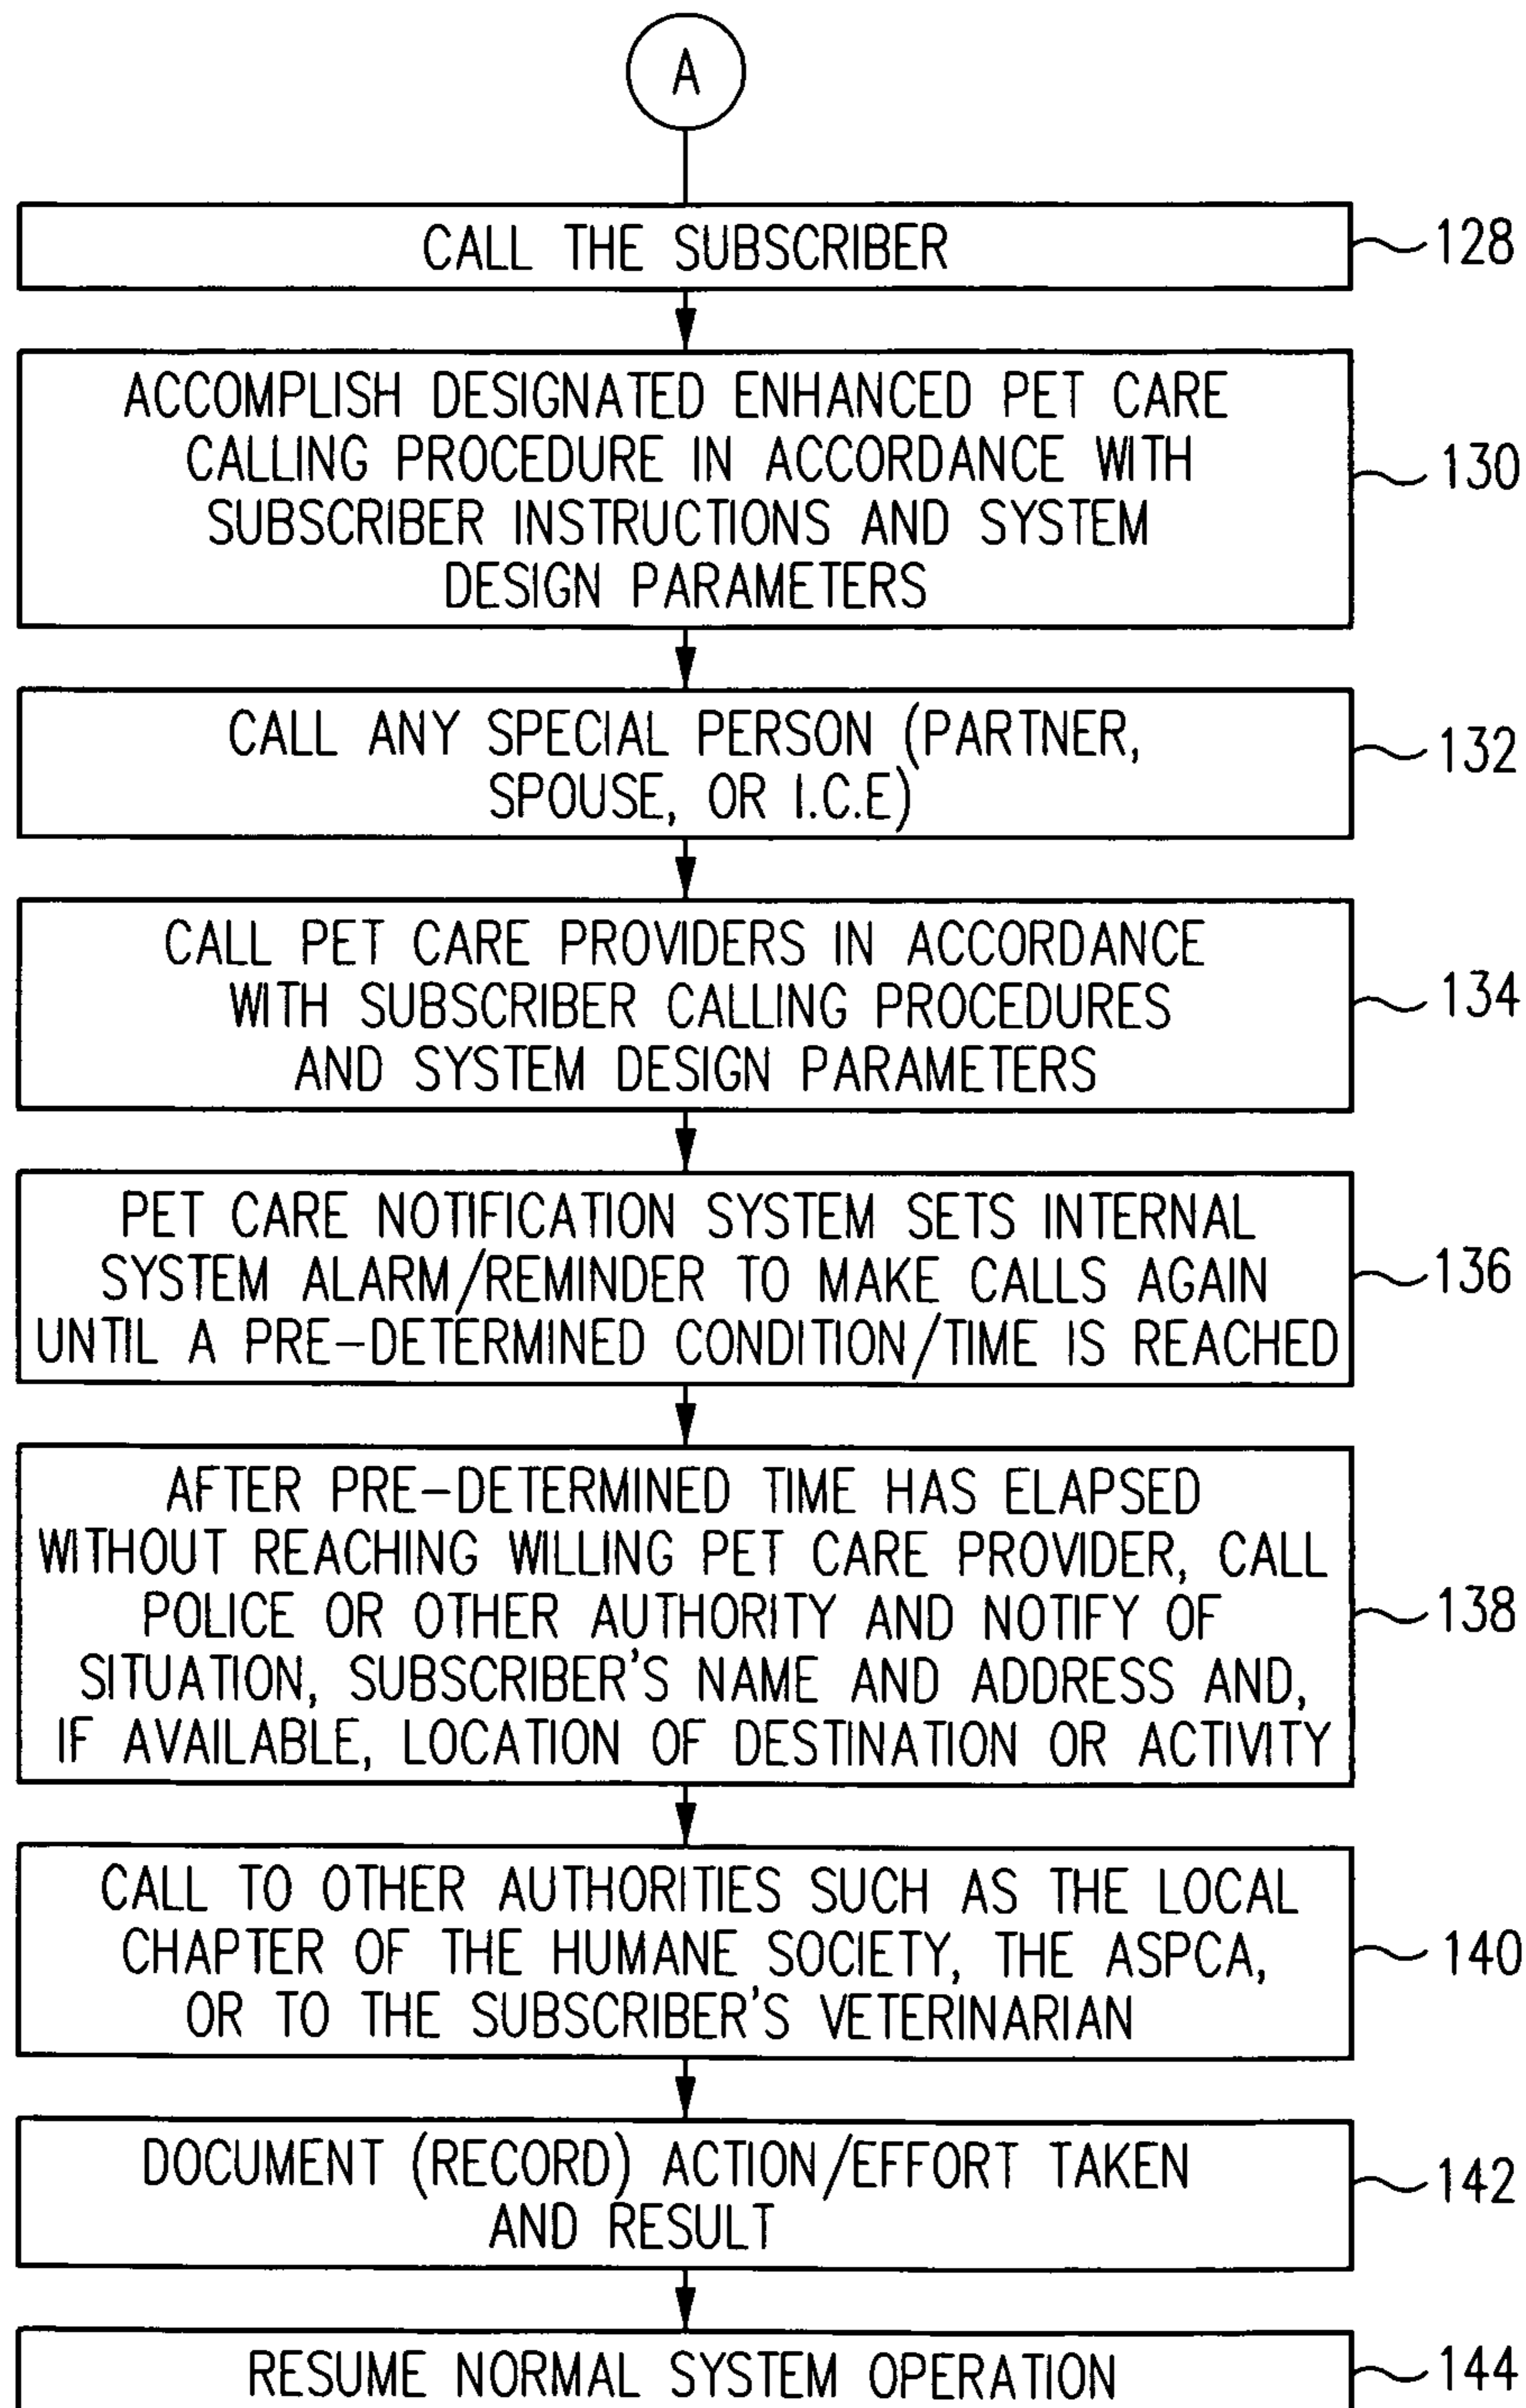 A
CALL THE SUBSCRIBER
128
ACCOMPLISH DESIGNATED ENHANCED PET CARE
CALLING PROCEDURE IN ACCORDANCE WITH
SUBSCRIBER INSTRUCTIONS AND SYSTEM
DESIGN PARAMETERS
130
CALL ANY SPECIAL PERSON (PARTNER,
SPOUSE, OR I.C.E)
132
CALL PET CARE PROVIDERS IN ACCORDANCE
WITH SUBSCRIBER CALLING PROCEDURES
AND SYSTEM DESIGN PARAMETERS
134
PET CARE NOTIFICATION SYSTEM SETS INTERNAL
SYSTEM ALARM/REMINDER TO MAKE CALLS AGAIN
UNTIL A PRE-DETERMINED CONDITION/TIME IS REACHED
136
AFTER PRE-DETERMINED TIME HAS ELAPSED
WITHOUT REACHING WILLING PET CARE PROVIDER, CALL
POLICE OR OTHER AUTHORITY AND NOTIFY OF
SITUATION, SUBSCRIBER'S NAME AND ADDRESS AND,
IF AVAILABLE, LOCATION OF DESTINATION OR ACTIVITY
138
CALL TO OTHER AUTHORITIES SUCH AS THE LOCAL
CHAPTER OF THE HUMANE SOCIETY, THE ASPCA,
OR TO THE SUBSCRIBER'S VETERINARIAN
140
DOCUMENT (RECORD) ACTION/EFFORT TAKEN
AND RESULT
142
RESUME NORMAL SYSTEM OPERATION
144